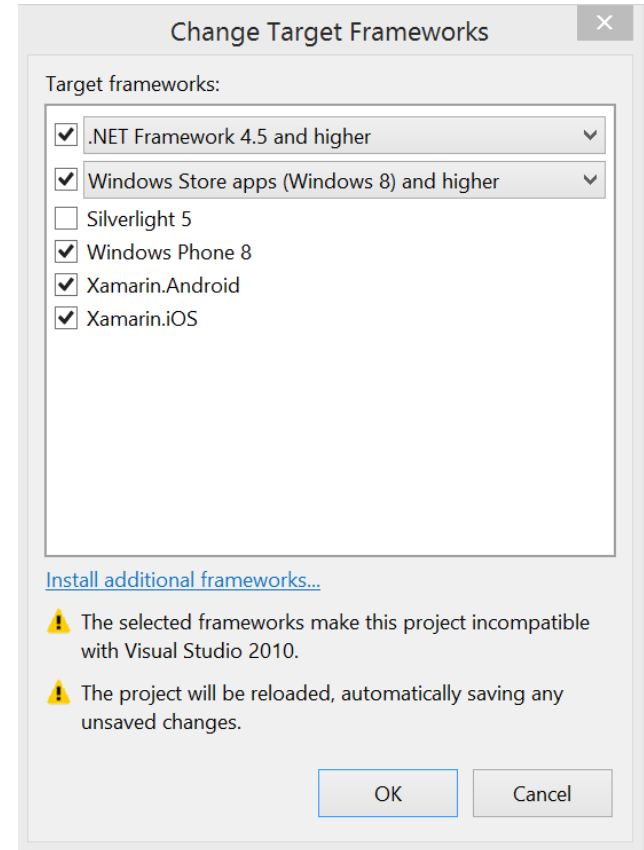 Change Target Frameworks
Target frameworks:
.NET Framework 4.5 and higher
Windows Store apps (Windows 8) and higher
Silverlight 5
Windows Phone 8
Xamarin.Android
Xamarin.iOS
Install additional frameworks...
The selected frameworks make this project incompatible
with Visual Studio 2010.
The project will be reloaded, automatically saving any
unsaved changes.
OK Cancel